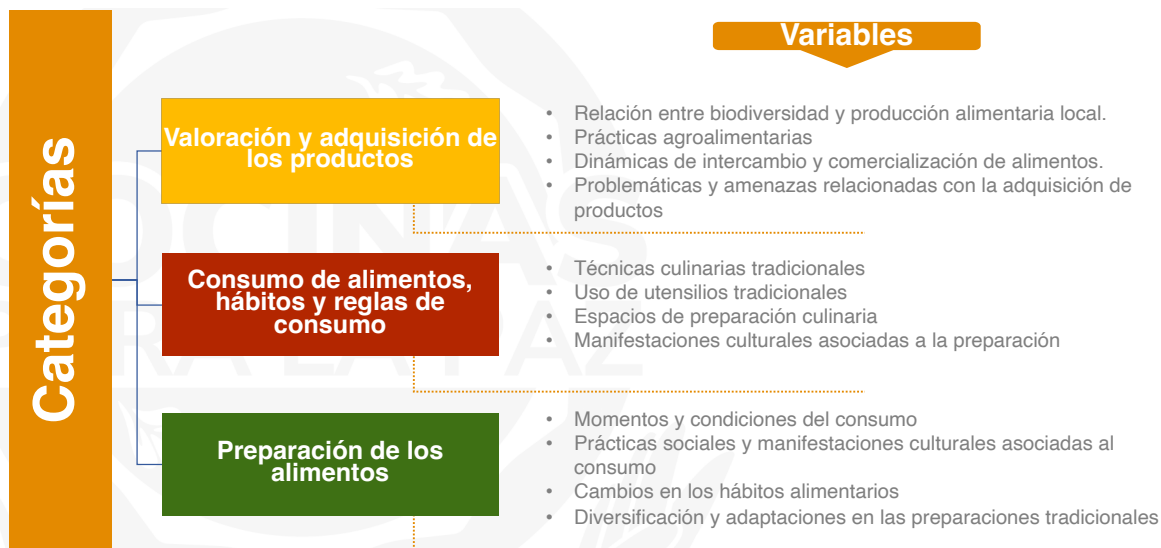 Variables
Categorías
Valoración y adquisición de
los productos
• Relación entre biodiversidad y producción alimentaria local.
• Prácticas agroalimentarias
• Dinámicas de intercambio y comercialización de alimentos.
• Problemáticas y amenazas relacionadas con la adquisición de
productos
Consumo de alimentos,
hábitos y reglas de
consumo
• Técnicas culinarias tradicionales
• Uso de utensilios tradicionales
• Espacios de preparación culinaria
• Manifestaciones culturales asociadas a la preparación
Preparación de los
alimentos
• Momentos y condiciones del consumo
• Prácticas sociales y manifestaciones culturales asociadas al
consumo
• Cambios en los hábitos alimentarios
• Diversificación y adaptaciones en las preparaciones tradicionales